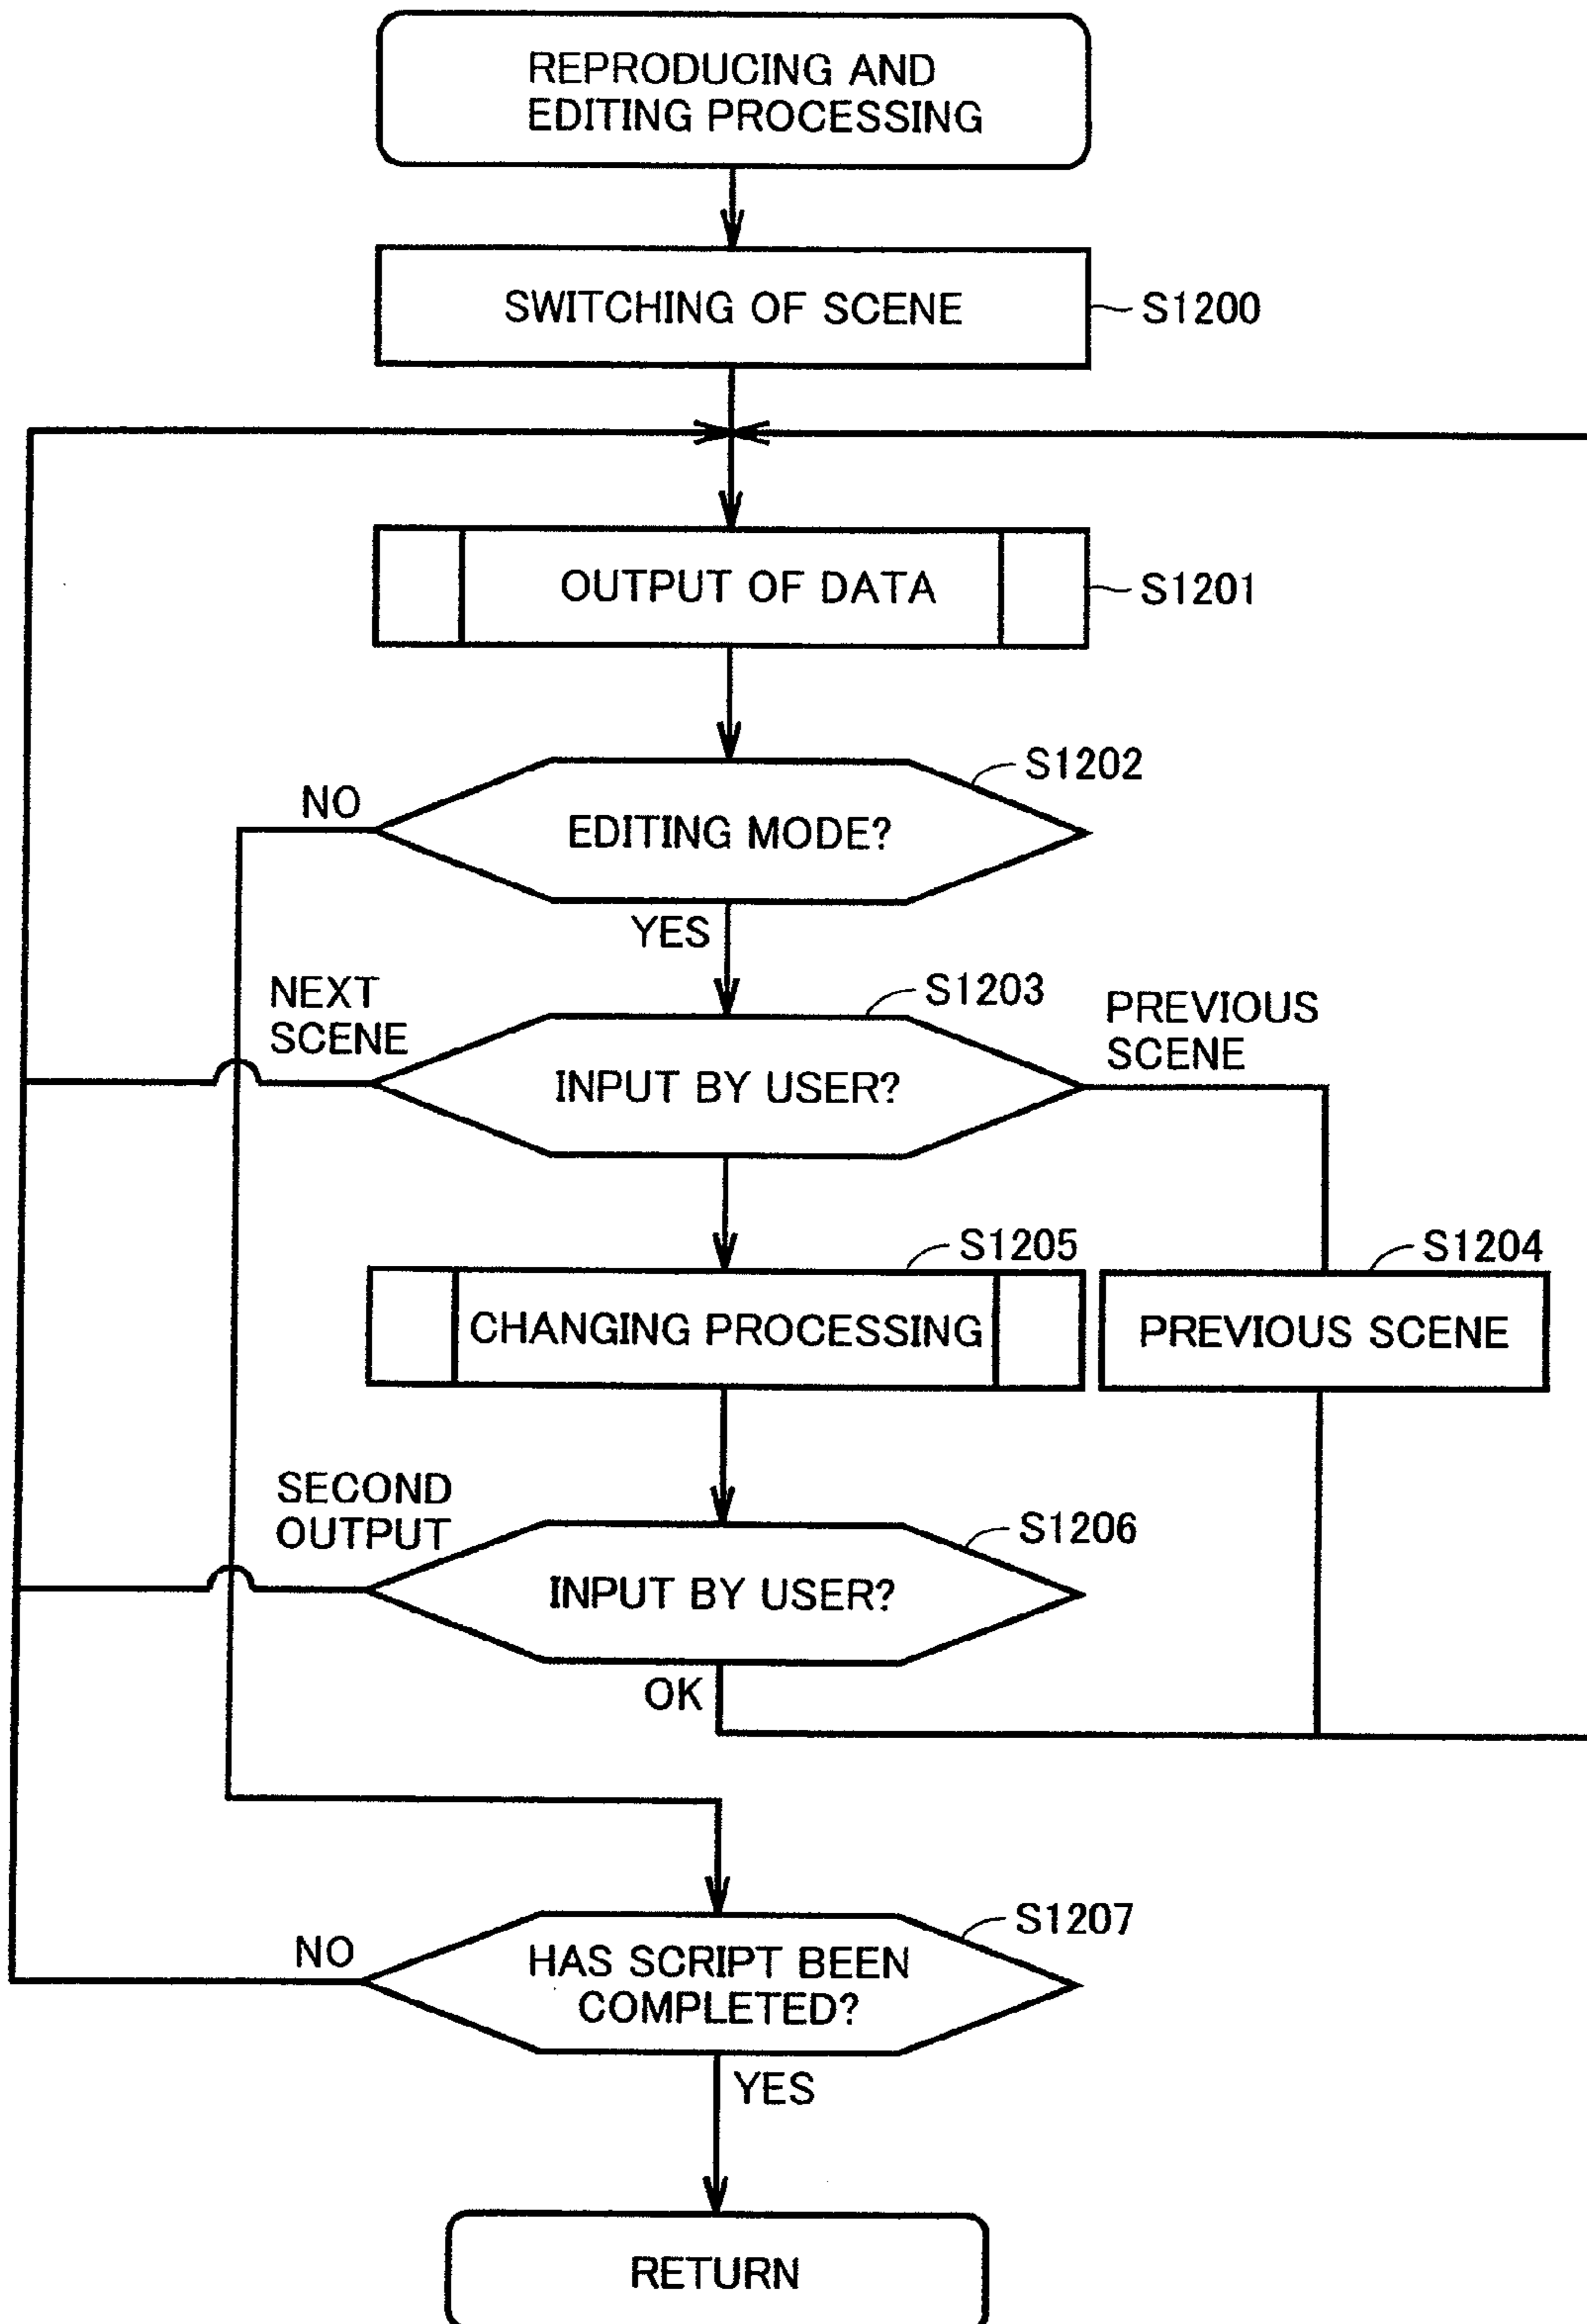 REPRODUCING AND
EDITING PROCESSING
SWITCHING OF SCENE
S1200
OUTPUT OF DATA
S1201
S1202
NO
EDITING MODE?
YES
NEXT
SCENE
S1203
PREVIOUS
SCENE
INPUT BY USER?
S1205
S1204
CHANGING PROCESSING
PREVIOUS SCENE
SECOND
OUTPUT
S1206
INPUT BY USER?
OK
S1207
NO
HAS SCRIPT BEEN
COMPLETED?
YES
RETURN